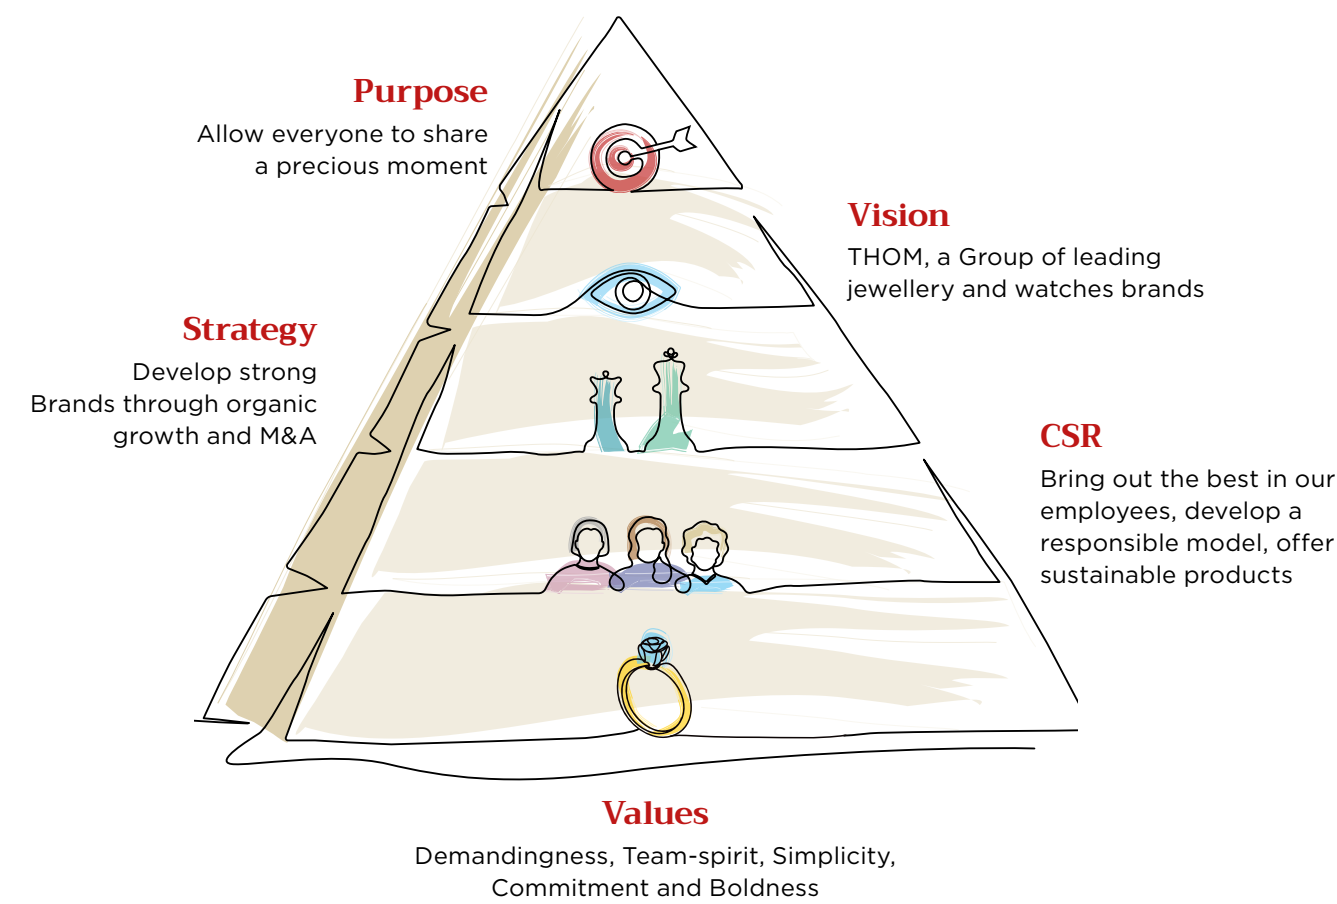 Purpose
Allow everyone to share
a precious moment
Vision
THOM, a Group of leading
jewellery and watches brands
Strategy
Develop strong
Brands through organic
growth and M&A
CSR
Bring out the best in our
employees, develop a
responsible model, offer
sustainable products
Values
Demandingness, Team-spirit, Simplicity,
Commitment and Boldness